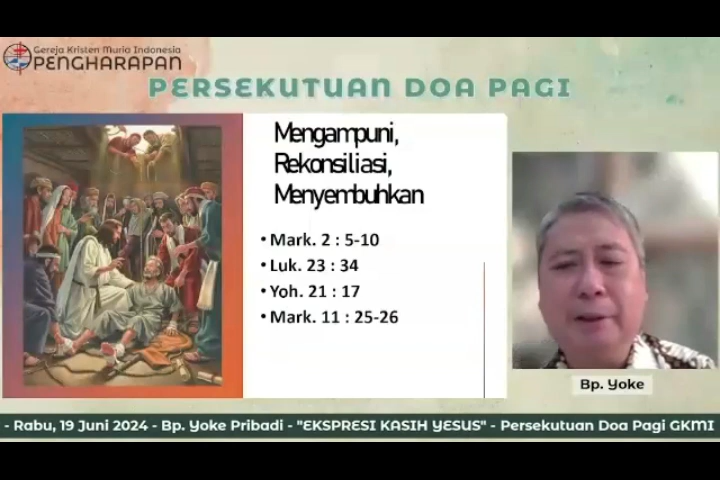 Gereja Kristen Muria Indonesia
PENGHARAPAN
PERSEKUTUAN DOA PAGI
Mengampuni,
Rekonsiliasi,
Menyembuhkan
• Mark. 2 : 5-10
• Luk. 23 : 34
• Yoh. 21 : 17
• Mark. 11 : 25-26
Bp. Yoke
- Rabu, 19 Juni 2024 - Bp. Yoke Pribadi - "EKSPRESI KASIH YESUS" - Persekutuan Doa Pagi GKMI